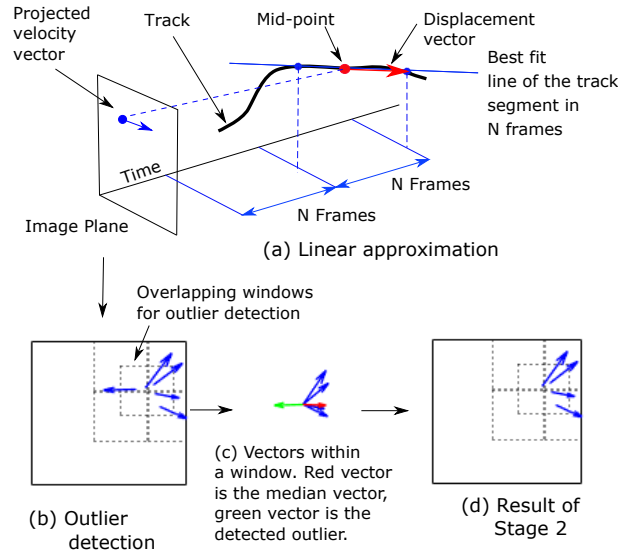 Projected
velocity
vector
Track
Mid-point
Displacement
vector
Best fit
line of the track
segment in
N frames
Time
N Frames
N Frames
Image Plane
(a) Linear approximation
Overlapping windows
for outlier detection
(c) Vectors within
a window. Red vector
is the median vector,
green vector is the
detected outlier.
(b) Outlier
detection
(d) Result of
Stage 2